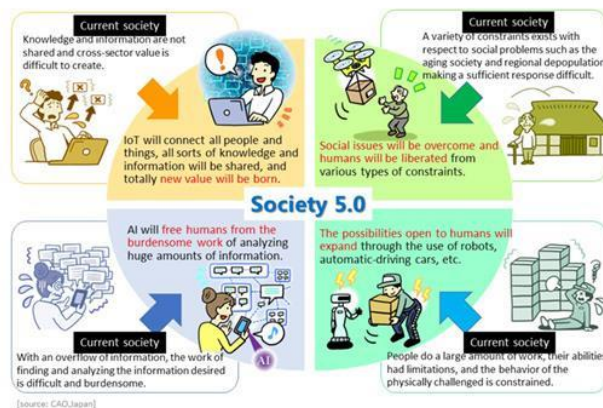 Current society
Knowledge and information are not
shared and cross-sector value is
difficult to create.
Current society
A variety of constraints exists with
respect to social problems such as the
aging society and regional depopulation,
making a sufficient response difficult.
IoT will connect all people and
things, all sorts of knowledge and
information will be shared, and
totally new value will be born.
Social issues will be overcome and
humans will be liberated from
various types of constraints.
Society 5.0
AI will free humans from the
burdensome work of analyzing
huge amounts of information.
The possibilities open to humans will
expand through the use of robots,
automatic-driving cars, etc.
AI
Current society
With an overflow of information, the work of
finding and analyzing the information desired
is difficult and burdensome.
Current society
People do a large amount of work, their abilities
had limitations, and the behavior of the
physically challenged is constrained.
[source: CAO,Japan]